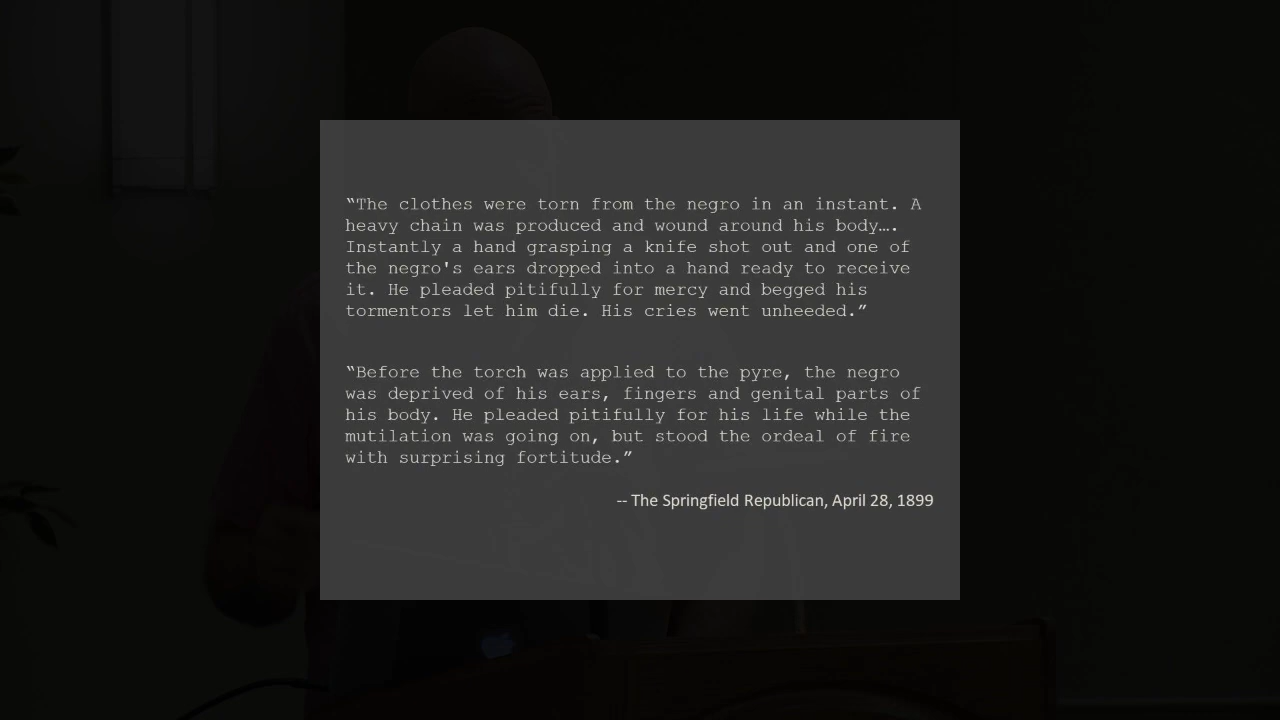 “The clothes were torn from the negro in an instant. A
heavy chain was produced and wound around his body….
Instantly a hand grasping a knife shot out and one of
the negro's ears dropped into a hand ready to receive
it. He pleaded pitifully for mercy and begged his
tormentors let him die. His cries went unheeded.”
“Before the torch was applied to the pyre, the negro
was deprived of his ears, fingers and genital parts of
his body. He pleaded pitifully for his life while the
mutilation was going on, but stood the ordeal of fire
with surprising fortitude.”
-- The Springfield Republican, April 28, 1899